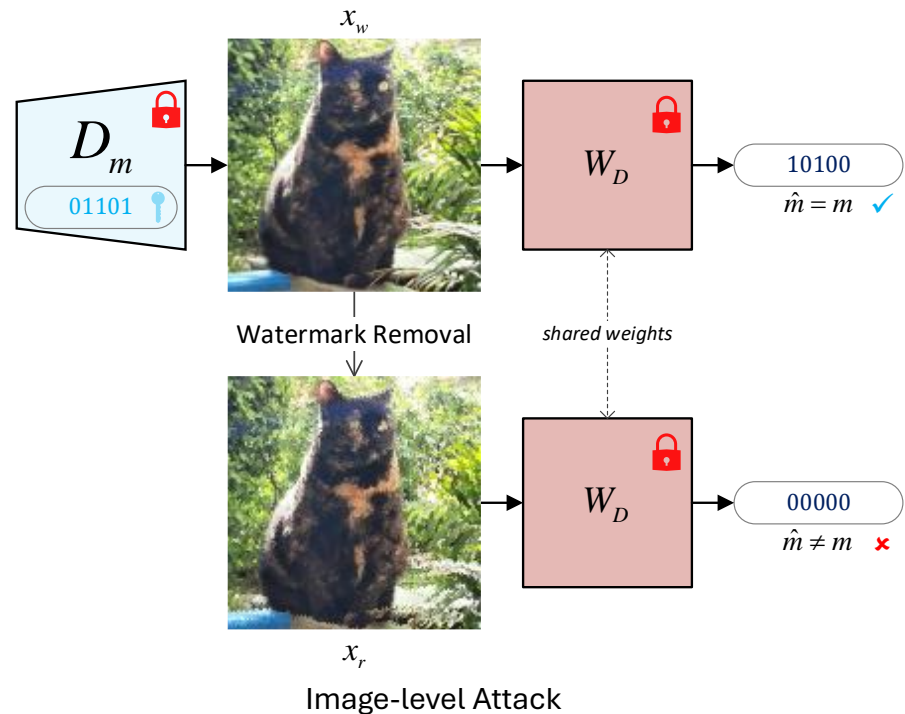 x_w
D_m
01101
W_D
10100
m̂ = m ✓
Watermark Removal
shared weights
W_D
00000
m̂ ≠ m ✘
x_r
Image-level Attack